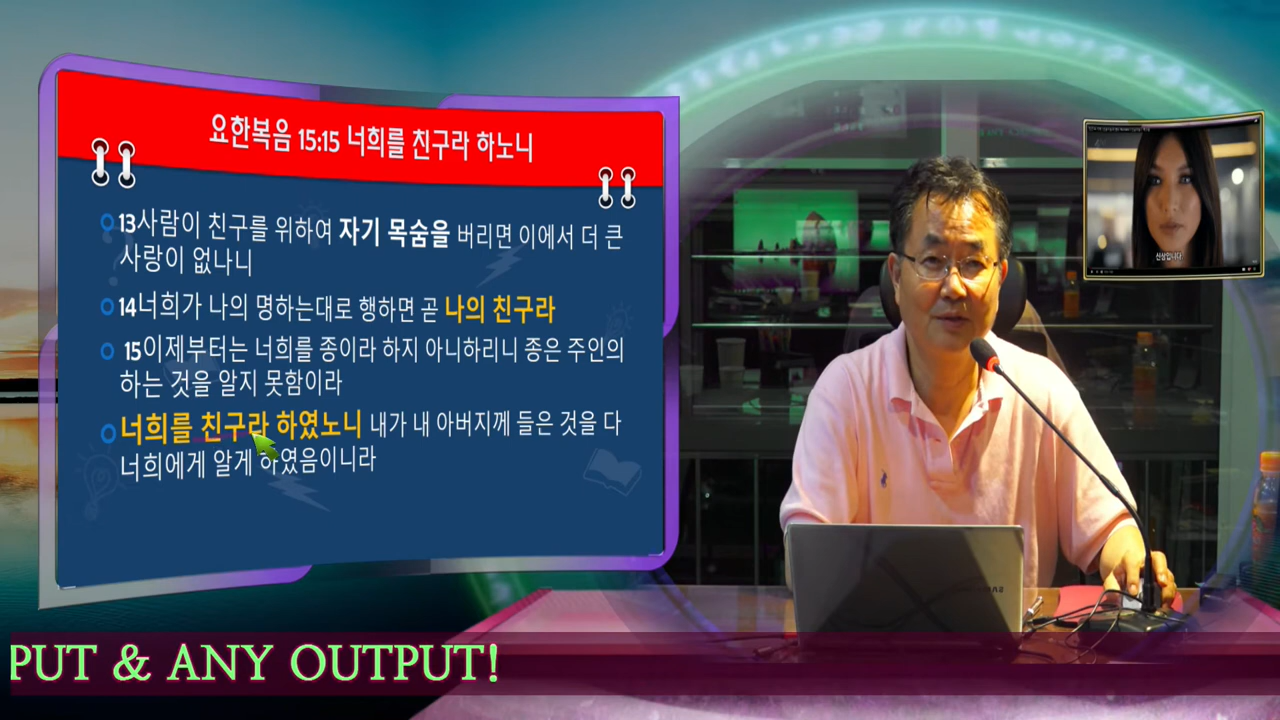 요한복음 15:15 너희를 친구라 하노니
13사람이 친구를 위하여 자기 목숨을 버리면 이에서 더 큰
사랑이 없나니
14너희가 나의 명하는대로 행하면 곧 나의 친구라
15이제부터는 너희를 종이라 하지 아니하리니 종은 주인의
하는 것을 알지 못함이라
너희를 친구라 하였노니 내가 내 아버지께 들은 것을 다
너희에게 알게 하였음이니라
신상입니다
PUT & ANY OUTPUT!